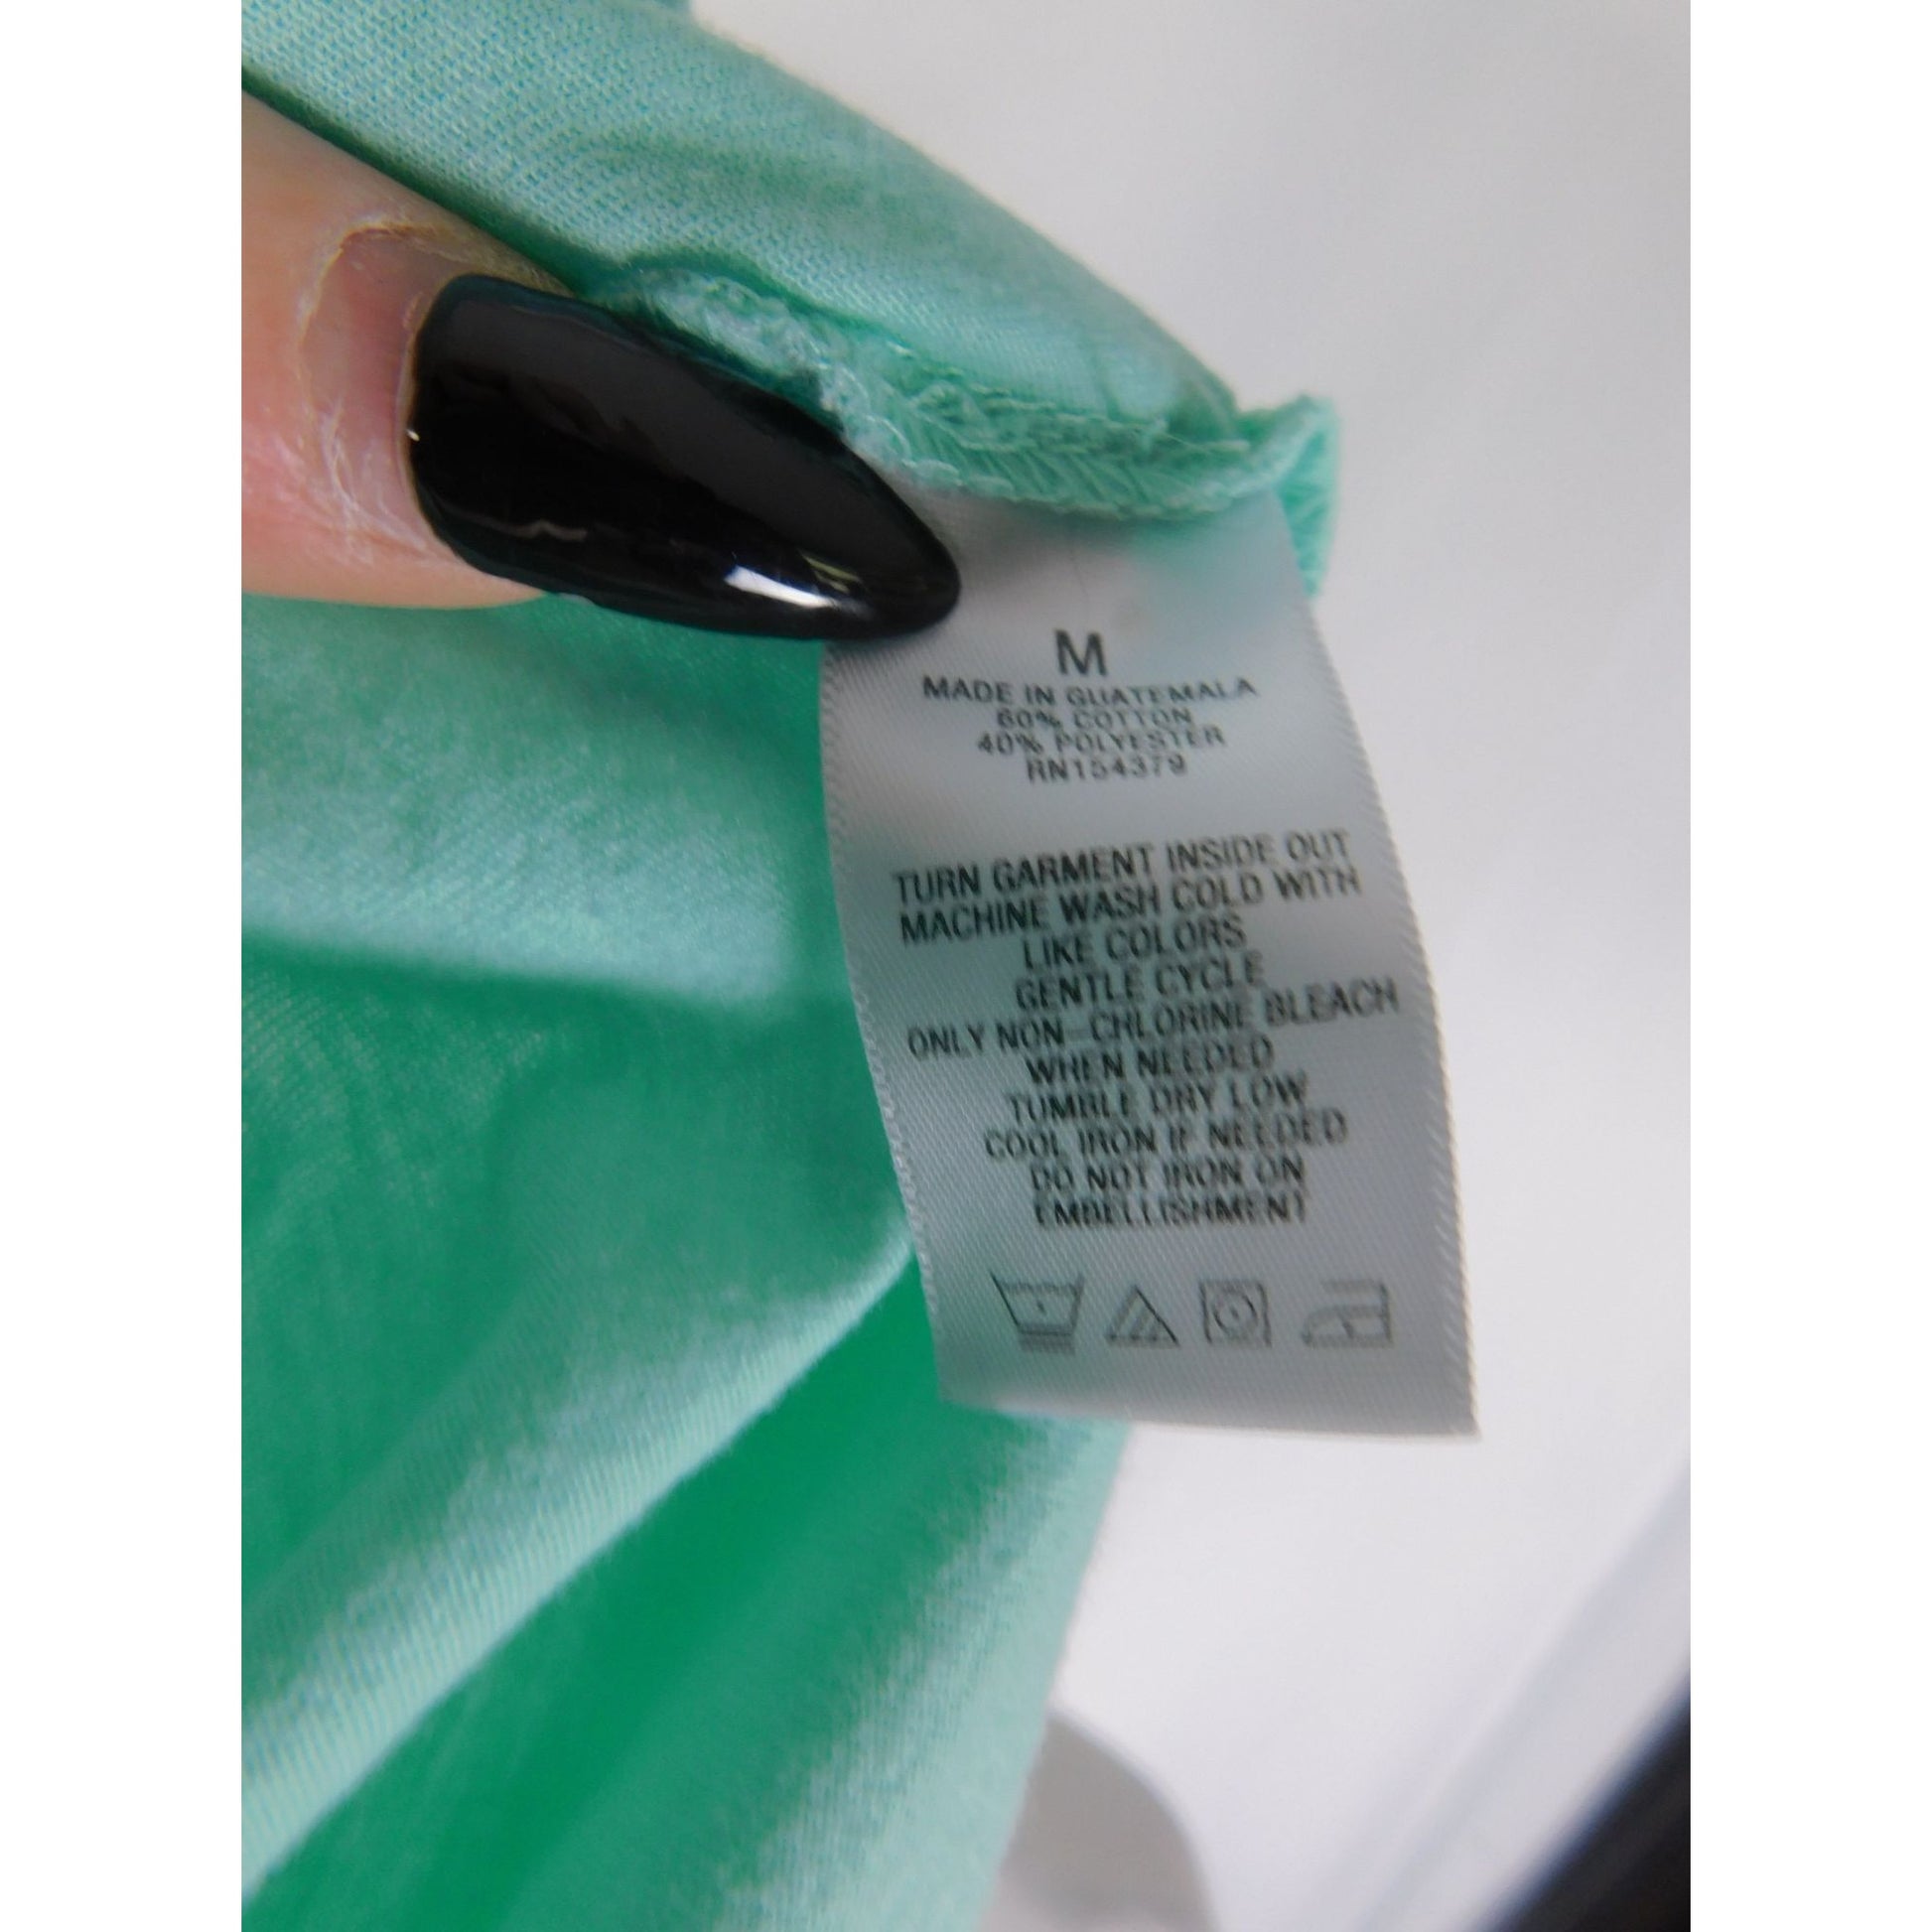 M
MADE IN GUATEMALA
60% COTTON
40% POLYESTER
RN154379
TURN GARMENT INSIDE OUT
MACHINE WASH COLD WITH
LIKE COLORS
GENTLE CYCLE
ONLY NON-CHLORINE BLEACH
WHEN NEEDED
TUMBLE DRY LOW
COOL IRON IF NEEDED
DO NOT IRON ON
EMBELLISHMENT